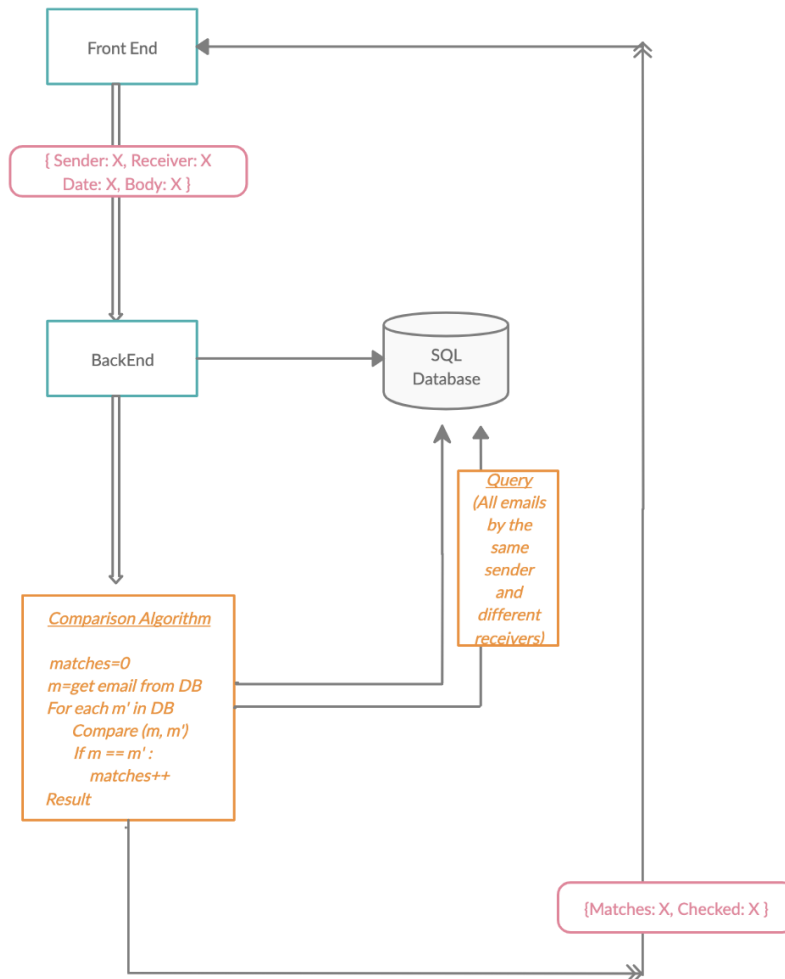 Front End
{ Sender: X, Receiver: X
Date: X, Body: X }
BackEnd
SQL
Database
Query
(All emails
by the
same
sender
and
different
receivers)
Comparison Algorithm
matches=0
m=get email from DB
For each m' in DB
Compare (m, m')
If m == m' :
matches++
Result
{Matches: X, Checked: X }